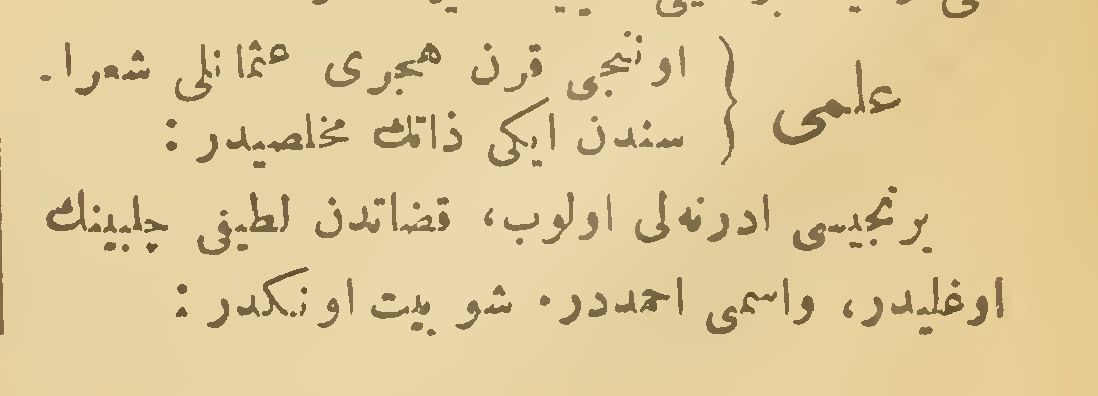 علمی { اوننجی قرن هجری عثمانلی شعرا-
سندن ایکی ذاتك مخلصیدر :
برنجیسی ادرنه‌لی اولوب، قضاتدن لطیفی چلبینك
اوغلیدر، واسمی احمددر. شو بیت اونکدر :